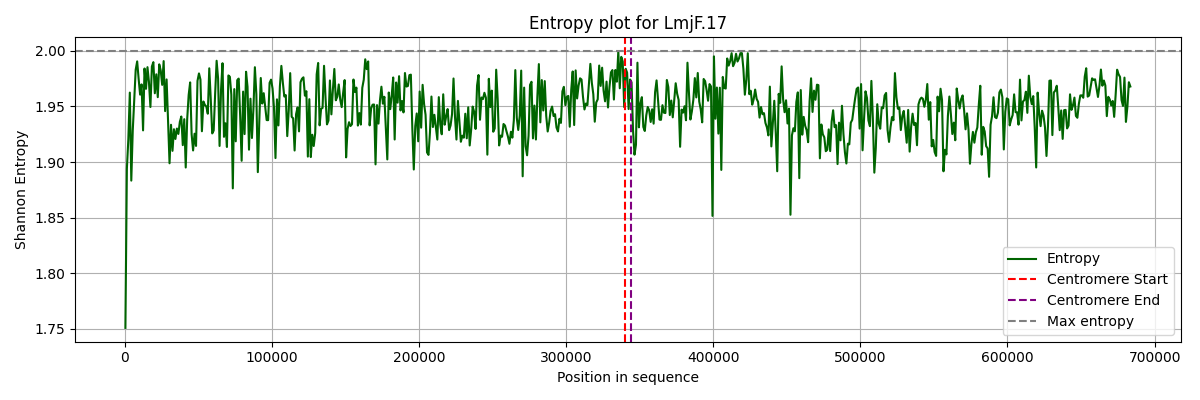 Entropy plot for LmjF.17
Shannon Entropy
2.00
1.95
1.90
1.85
1.80
1.75
0
100000
200000
300000
400000
500000
600000
700000
Position in sequence
Entropy
Centromere Start
Centromere End
Max entropy